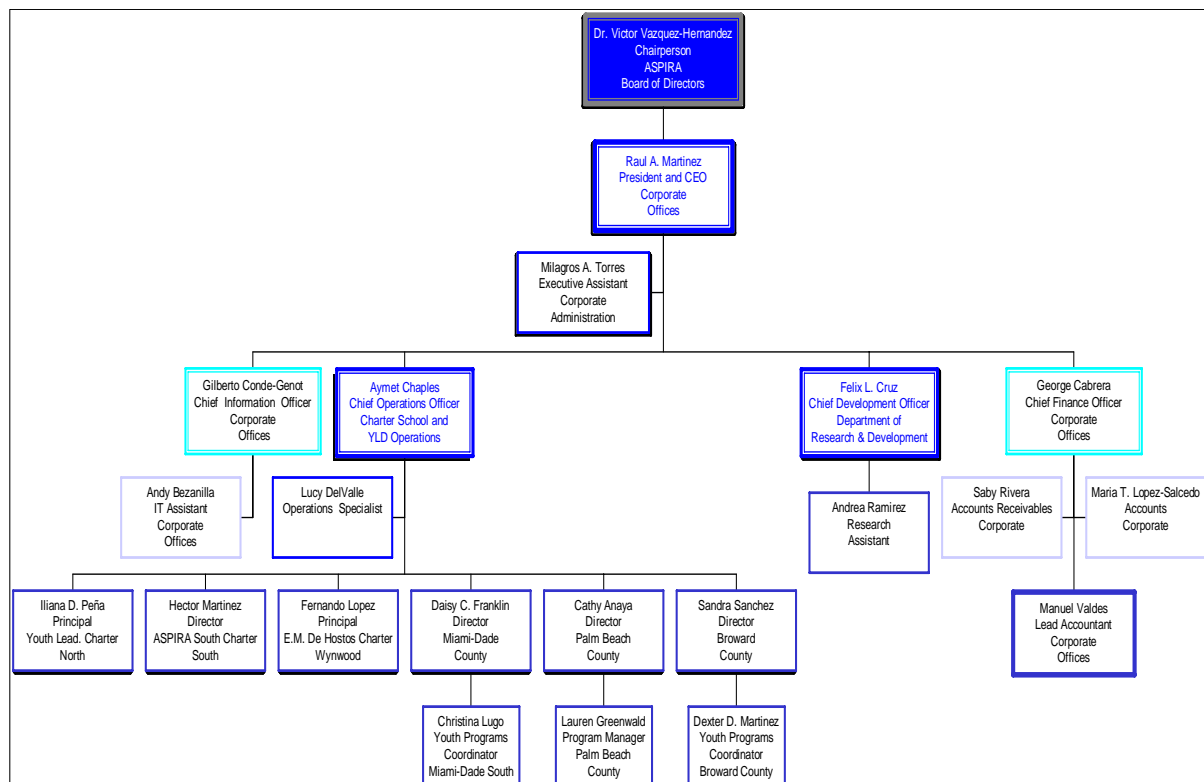 Dr. Victor Vazquez-Hernandez
Chairperson
ASPIRA
Board of Directors
Raul A. Martinez
President and CEO
Corporate
Offices
Milagros A. Torres
Executive Assistant
Corporate
Administration
Gilberto Conde-Genot
Chief Information Officer
Corporate
Offices
Aymet Chaples
Chief Operations Officer
Charter School and
YLD Operations
Felix L. Cruz
Chief Development Officer
Department of
Research & Development
George Cabrera
Chief Finance Officer
Corporate
Offices
Andy Bezanilla
IT Assistant
Corporate
Offices
Lucy DelValle
Operations Specialist
Andrea Ramirez
Research
Assistant
Saby Rivera
Accounts Receivables
Corporate
Maria T. Lopez-Salcedo
Accounts
Corporate
Iliana D. Peña
Principal
Youth Lead. Charter
North
Hector Martinez
Director
ASPIRA South Charter
South
Fernando Lopez
Principal
E.M. De Hostos Charter
Wynwood
Daisy C. Franklin
Director
Miami-Dade
County
Cathy Anaya
Director
Palm Beach
County
Sandra Sanchez
Director
Broward
County
Manuel Valdes
Lead Accountant
Corporate
Offices
Christina Lugo
Youth Programs
Coordinator
Miami-Dade South
Lauren Greenwald
Program Manager
Palm Beach
County
Dexter D. Martinez
Youth Programs
Coordinator
Broward County